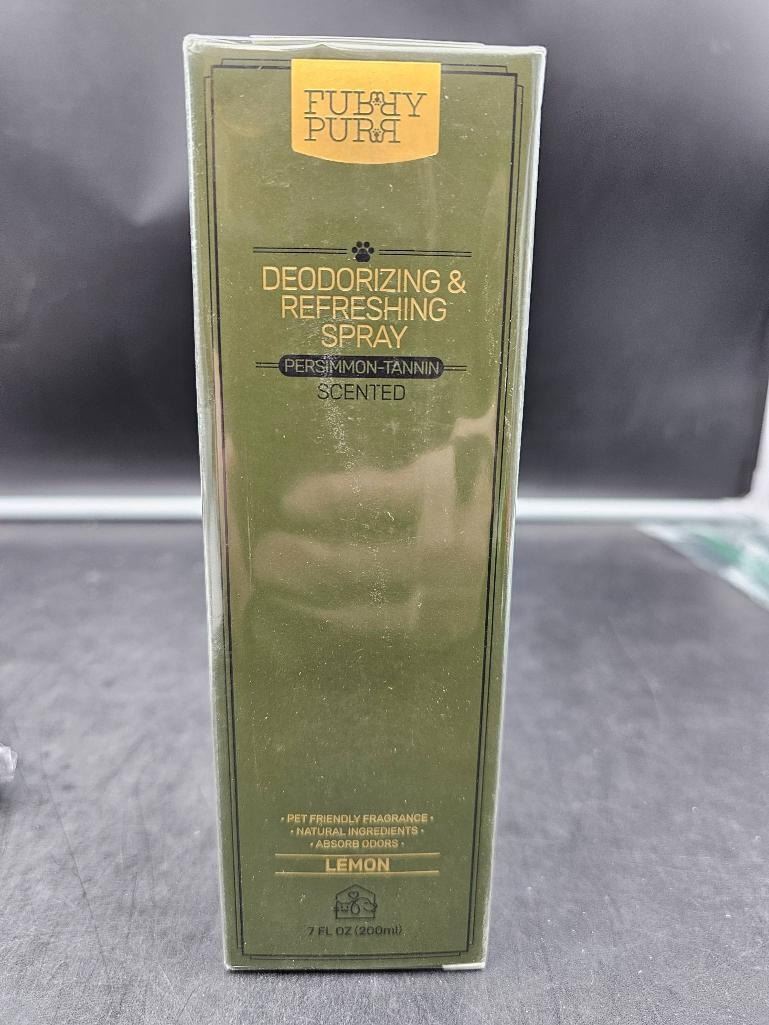 FURRY
PURR
DEODORIZING &
REFRESHING
SPRAY
PERSIMMON-TANNIN
SCENTED
• PET FRIENDLY FRAGRANCE •
• NATURAL INGREDIENTS •
• ABSORB ODORS •
LEMON
7 FL OZ (200ml)